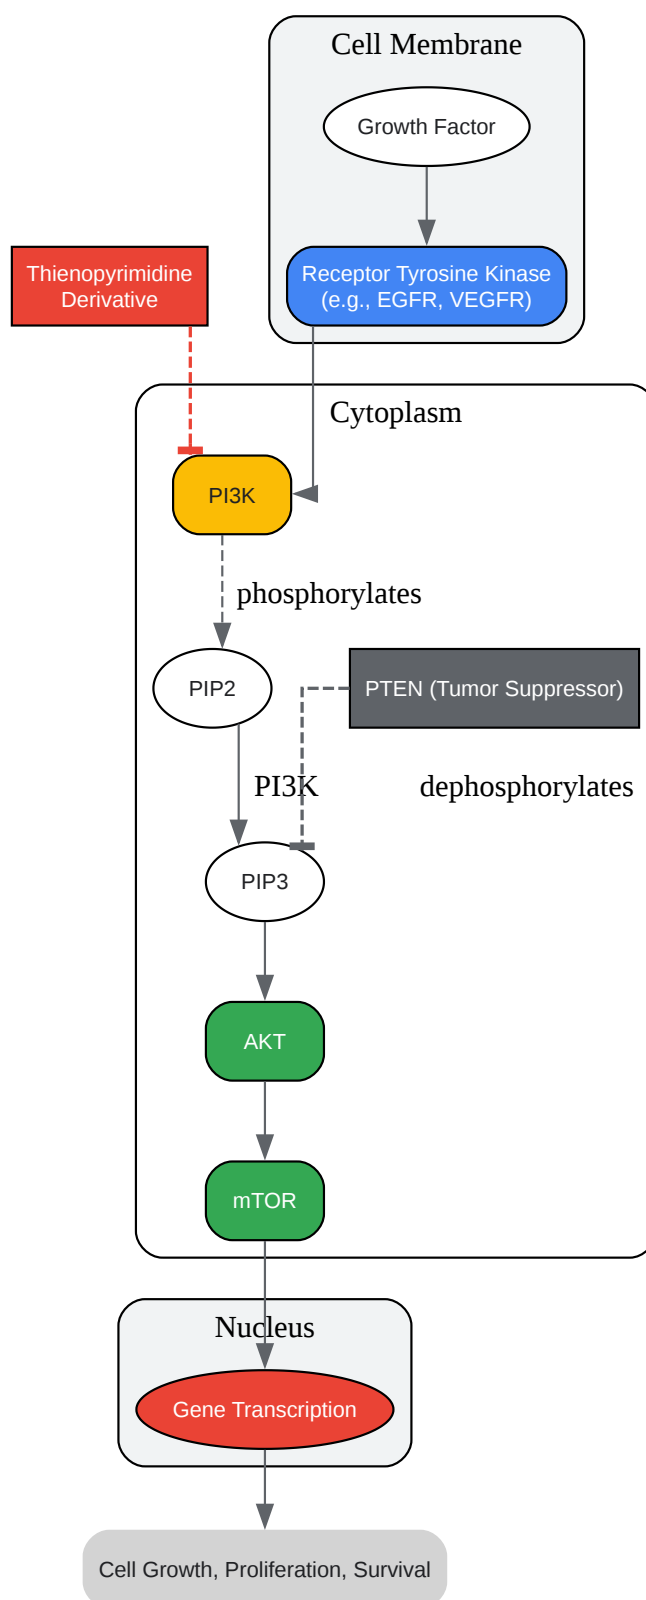 Cell Membrane
Growth Factor
Thienopyrimidine
Derivative
Receptor Tyrosine Kinase
(e.g., EGFR, VEGFR)
Cytoplasm
PI3K
phosphorylates
PIP2
PTEN (Tumor Suppressor)
PI3K
dephosphorylates
PIP3
AKT
mTOR
Nucleus
Gene Transcription
Cell Growth, Proliferation, Survival